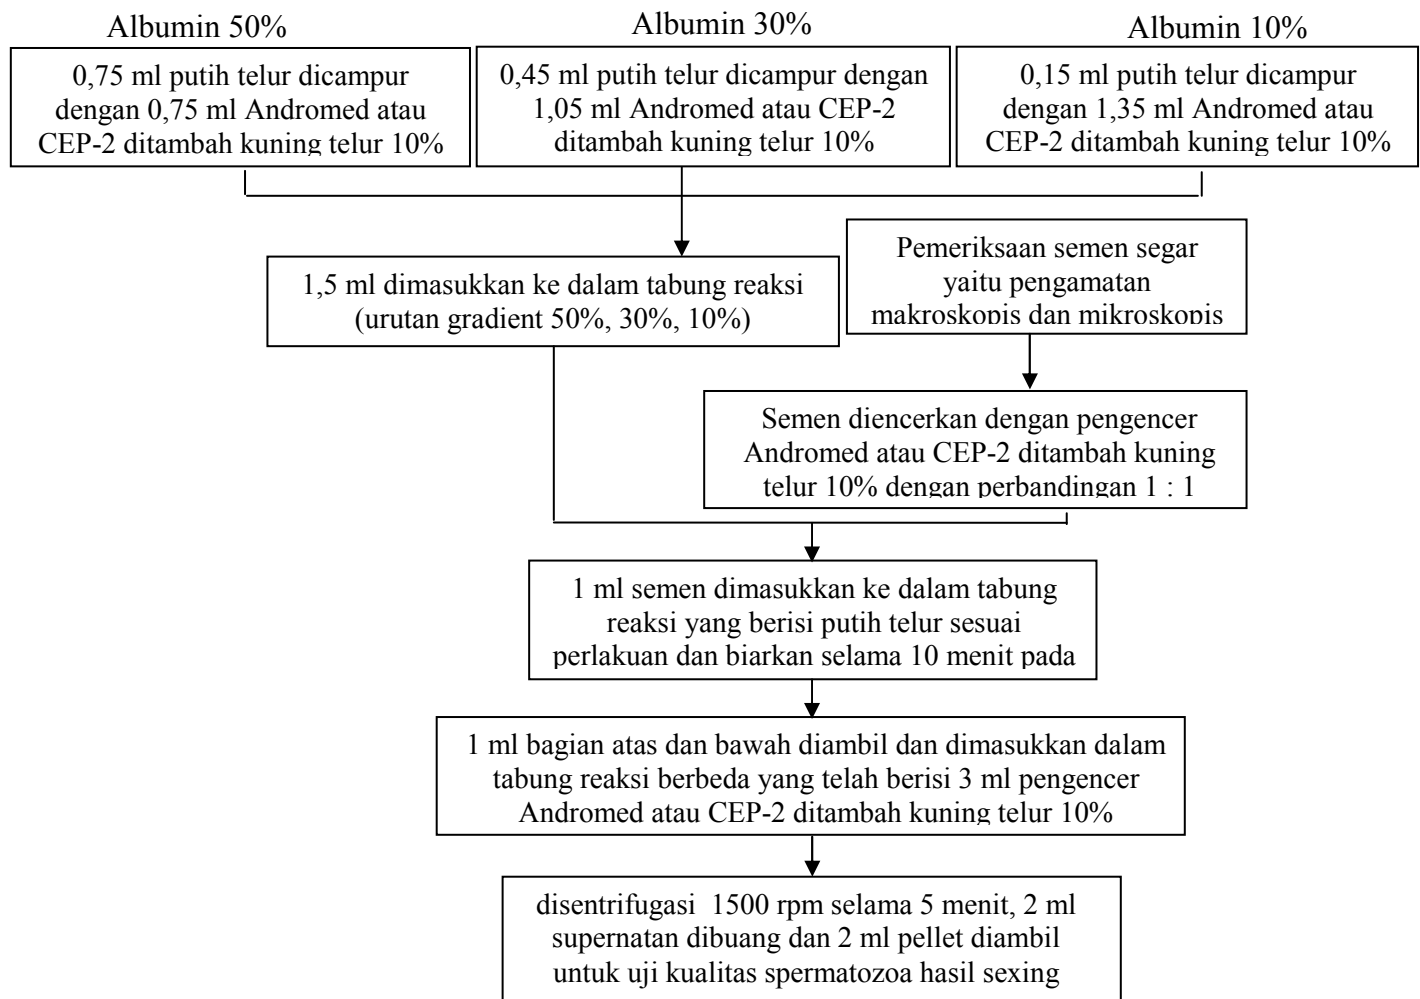 Albumin 50%
0,75 ml putih telur dicampur
dengan 0,75 ml Andromed atau
CEP-2 ditambah kuning telur 10%
Albumin 30%
0,45 ml putih telur dicampur dengan
1,05 ml Andromed atau CEP-2
ditambah kuning telur 10%
Albumin 10%
0,15 ml putih telur dicampur
dengan 1,35 ml Andromed atau
CEP-2 ditambah kuning telur 10%
1,5 ml dimasukkan ke dalam tabung reaksi
(urutan gradient 50%, 30%, 10%)
Pemeriksaan semen segar
yaitu pengamatan
makroskopis dan mikroskopis
Semen diencerkan dengan pengencer
Andromed atau CEP-2 ditambah kuning
telur 10% dengan perbandingan 1 : 1
1 ml semen dimasukkan ke dalam tabung
reaksi yang berisi putih telur sesuai
perlakuan dan biarkan selama 10 menit pada
1 ml bagian atas dan bawah diambil dan dimasukkan dalam
tabung reaksi berbeda yang telah berisi 3 ml pengencer
Andromed atau CEP-2 ditambah kuning telur 10%
disentrifugasi 1500 rpm selama 5 menit, 2 ml
supernatan dibuang dan 2 ml pellet diambil
untuk uji kualitas spermatozoa hasil sexing